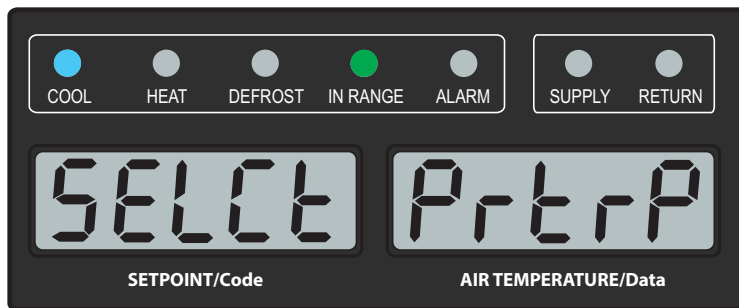 COOL HEAT DEFROST IN RANGE ALARM SUPPLY RETURN
SELCt PrtrP
SETPOINT/Code AIR TEMPERATURE/Data